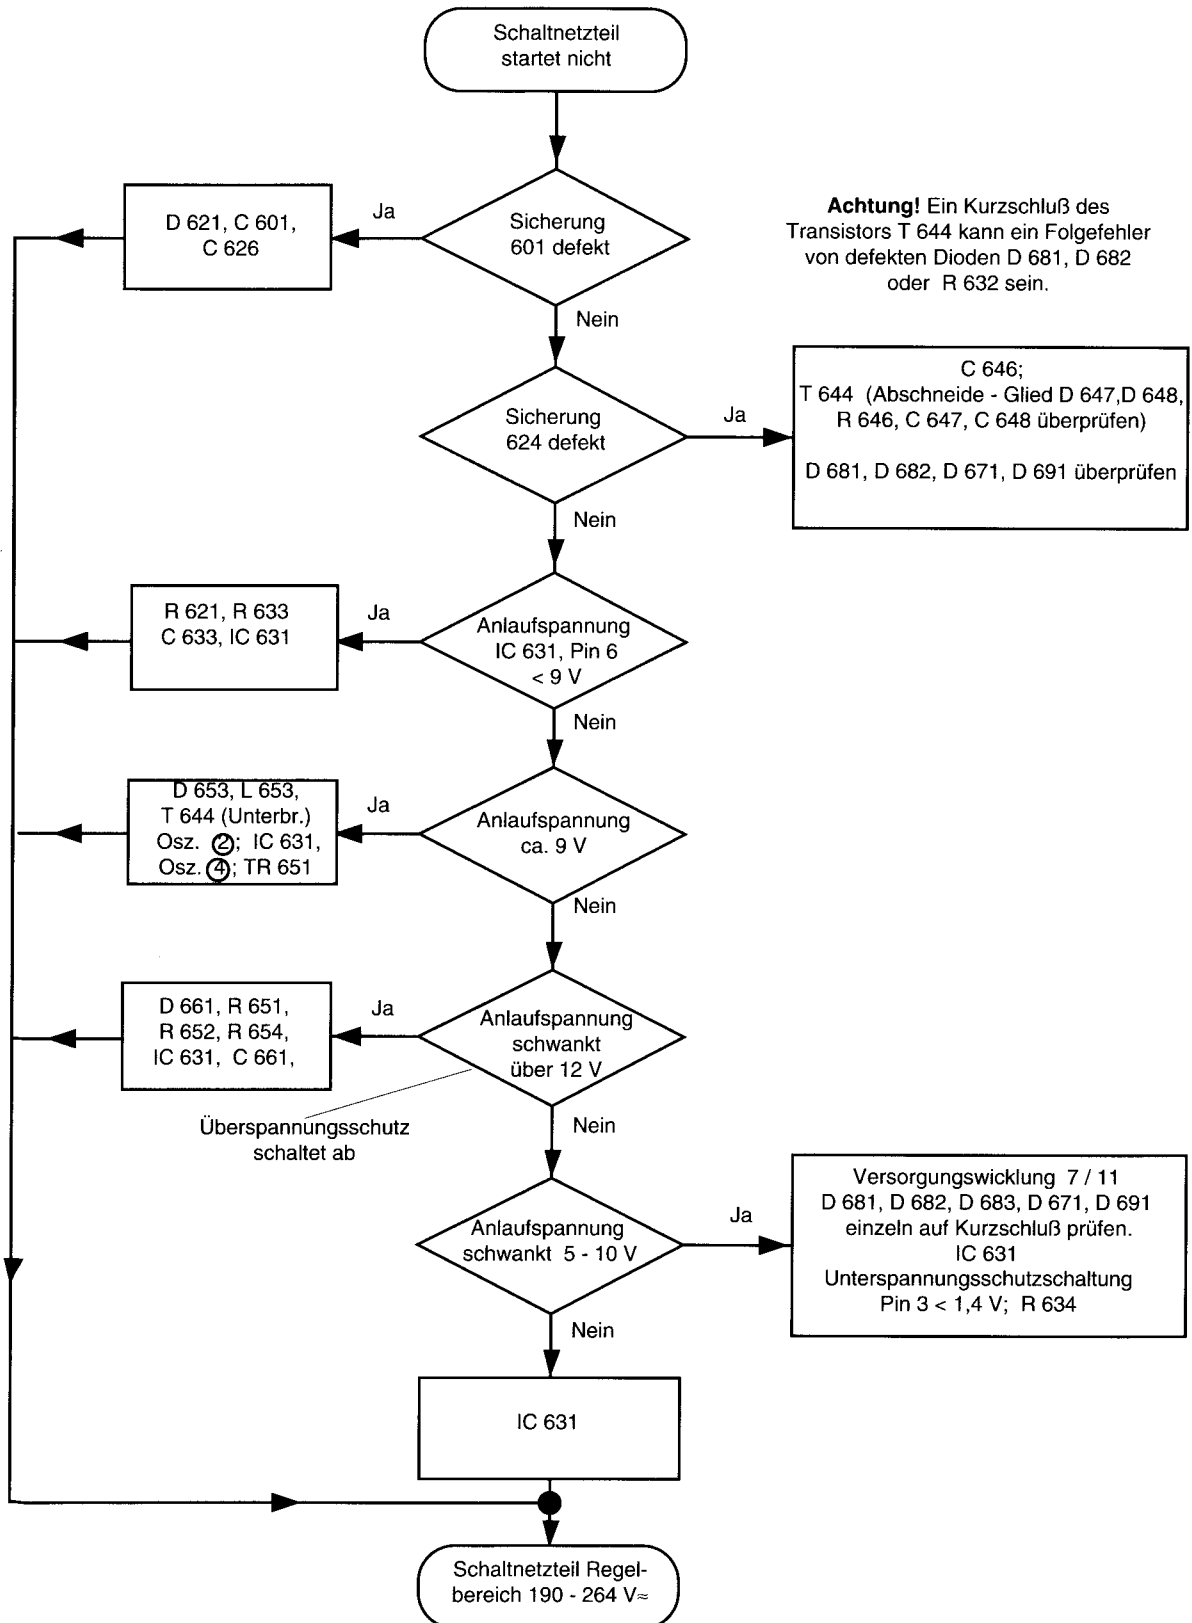 Schaltnetzteil
startet nicht
D 621, C 601,
C 626
Ja
Sicherung
601 defekt
Achtung! Ein Kurzschluß des
Transistors T 644 kann ein Folgefehler
von defekten Dioden D 681, D 682
oder R 632 sein.
Nein
Sicherung
624 defekt
Ja
C 646;
T 644 (Abschneide - Glied D 647,D 648,
R 646, C 647, C 648 überprüfen)
D 681, D 682, D 671, D 691 überprüfen
Nein
R 621, R 633
C 633, IC 631
Ja
Anlaufspannung
IC 631, Pin 6
< 9 V
Nein
D 653, L 653,
T 644 (Unterbr.)
Osz. ②; IC 631,
Osz. ④; TR 651
Ja
Anlaufspannung
ca. 9 V
Nein
D 661, R 651,
R 652, R 654,
IC 631, C 661,
Ja
Anlaufspannung
schwankt
über 12 V
Überspannungsschutz
schaltet ab
Nein
Anlaufspannung
schwankt 5 - 10 V
Ja
Versorgungswicklung 7 / 11
D 681, D 682, D 683, D 671, D 691
einzeln auf Kurzschluß prüfen.
IC 631
Unterspannungsschutzschaltung
Pin 3 < 1,4 V; R 634
Nein
IC 631
Schaltnetzteil Regel-
bereich 190 - 264 V≈